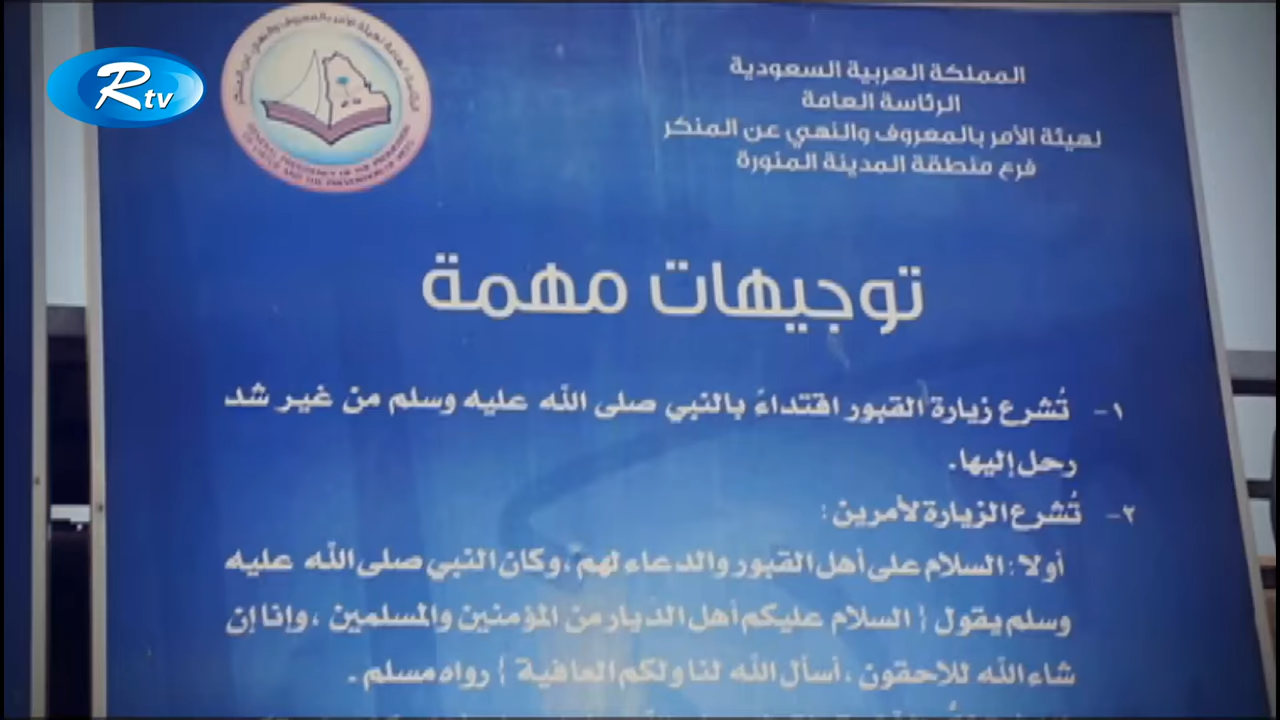 Rtv
المملكة العربية السعودية
الرئاسة العامة
لهيئة الأمر بالمعروف والنهي عن المنكر
فرع منطقة المدينة المنورة
توجيهات مهمة
١- تُشرع زيارة القبور اقتداءً بالنبي صلى الله عليه وسلم من غير شد
رحل إليها.
٢- تُشرع الزيارة لأمرين :
أولا : السلام على أهل القبور والدعاء لهم ، وكان النبي صلى الله عليه
وسلم يقول { السلام عليكم أهل الديار من المؤمنين والمسلمين ، وإنا إن
شاء الله للاحقون ، أسأل الله لنا ولكم العافية } رواه مسلم .